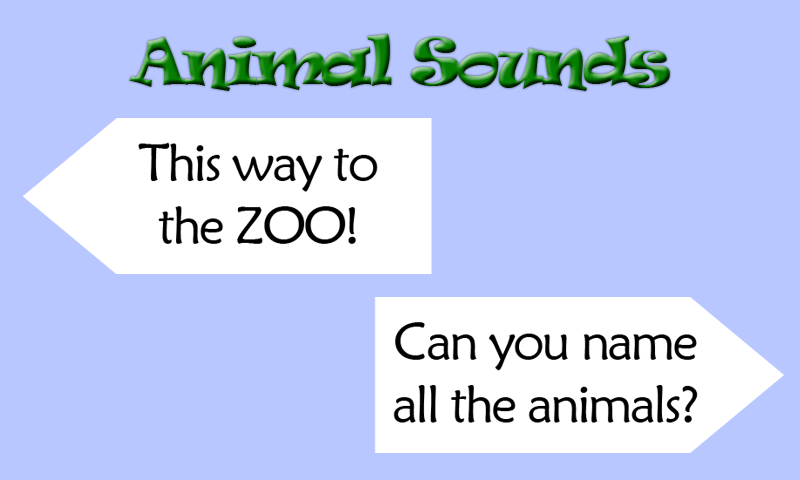 Animal Sounds
This way to
the ZOO!
Can you name
all the animals?